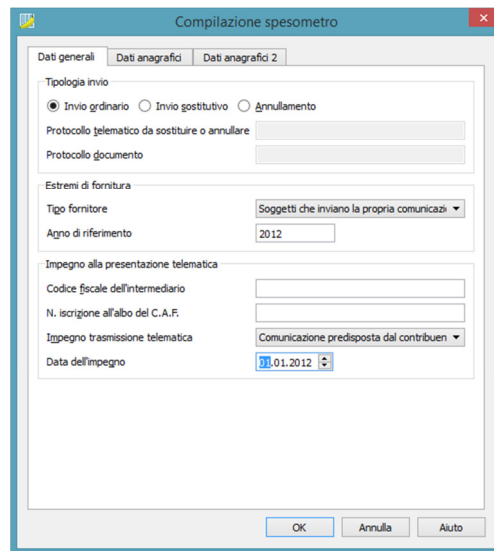 Compilazione spesometro
Dati generali Dati anagrafici Dati anagrafici 2
Tipologia invio
Invio ordinario Invio sostitutivo Annullamento
Protocollo telematico da sostituire o annullare
Protocollo documento
Estremi di fornitura
Tipo fornitore Soggetti che inviano la propria comunicazi
Anno di riferimento 2012
Impegno alla presentazione telematica
Codice fiscale dell'intermediario
N. iscrizione all'albo del C.A.F.
Impegno trasmissione telematica Comunicazione predisposta dal contribuen
Data dell'impegno 01.01.2012
OK Annulla Aiuto